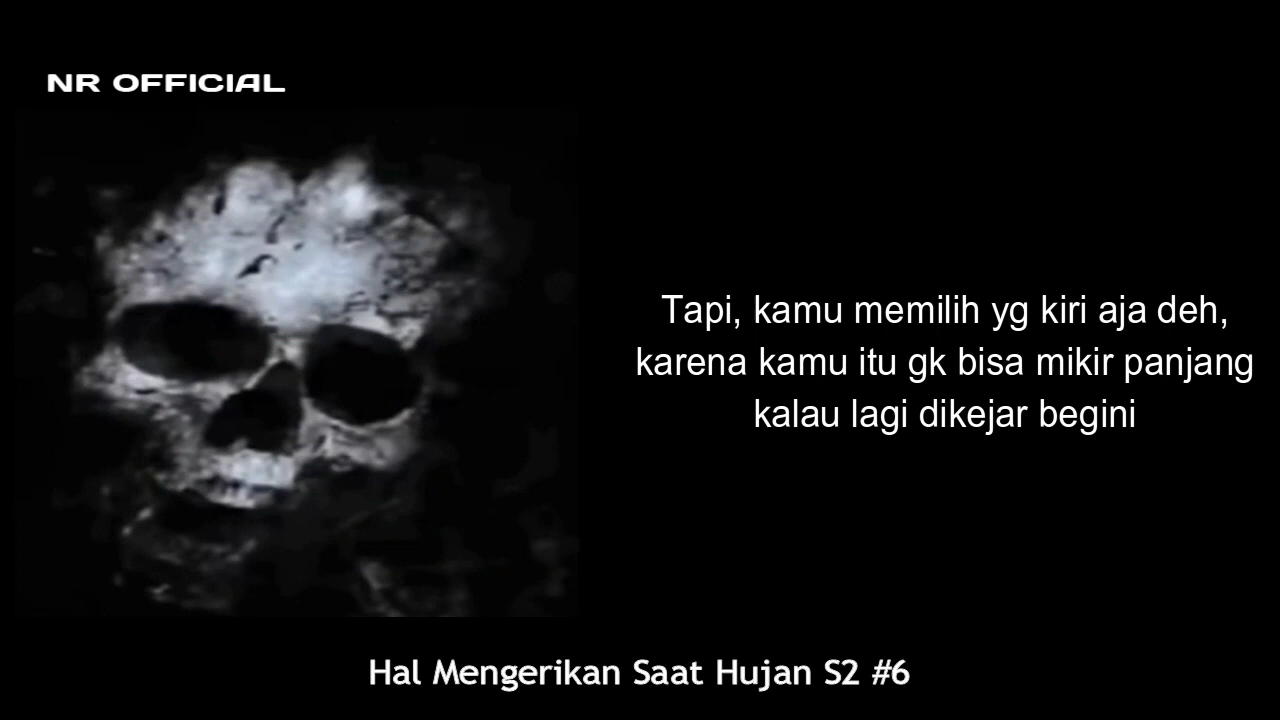 NR OFFICIAL
Tapi, kamu memilih yg kiri aja deh,
karena kamu itu gk bisa mikir panjang
kalau lagi dikejar begini
Hal Mengerikan Saat Hujan S2 #6